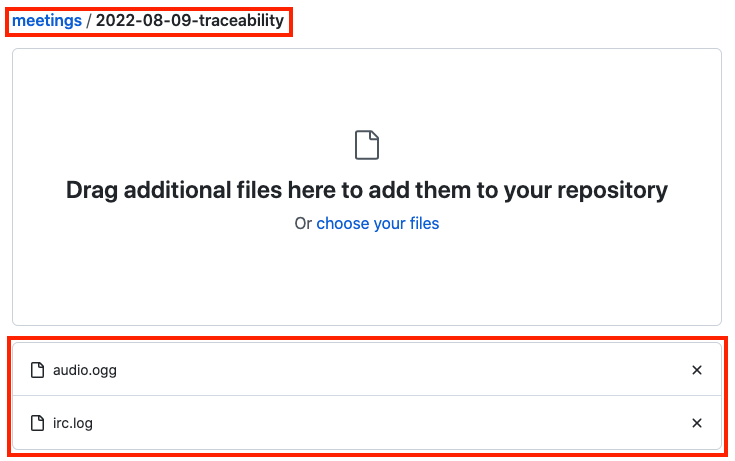 meetings / 2022-08-09-traceability
Drag additional files here to add them to your repository
Or choose your files
audio.ogg
irc.log